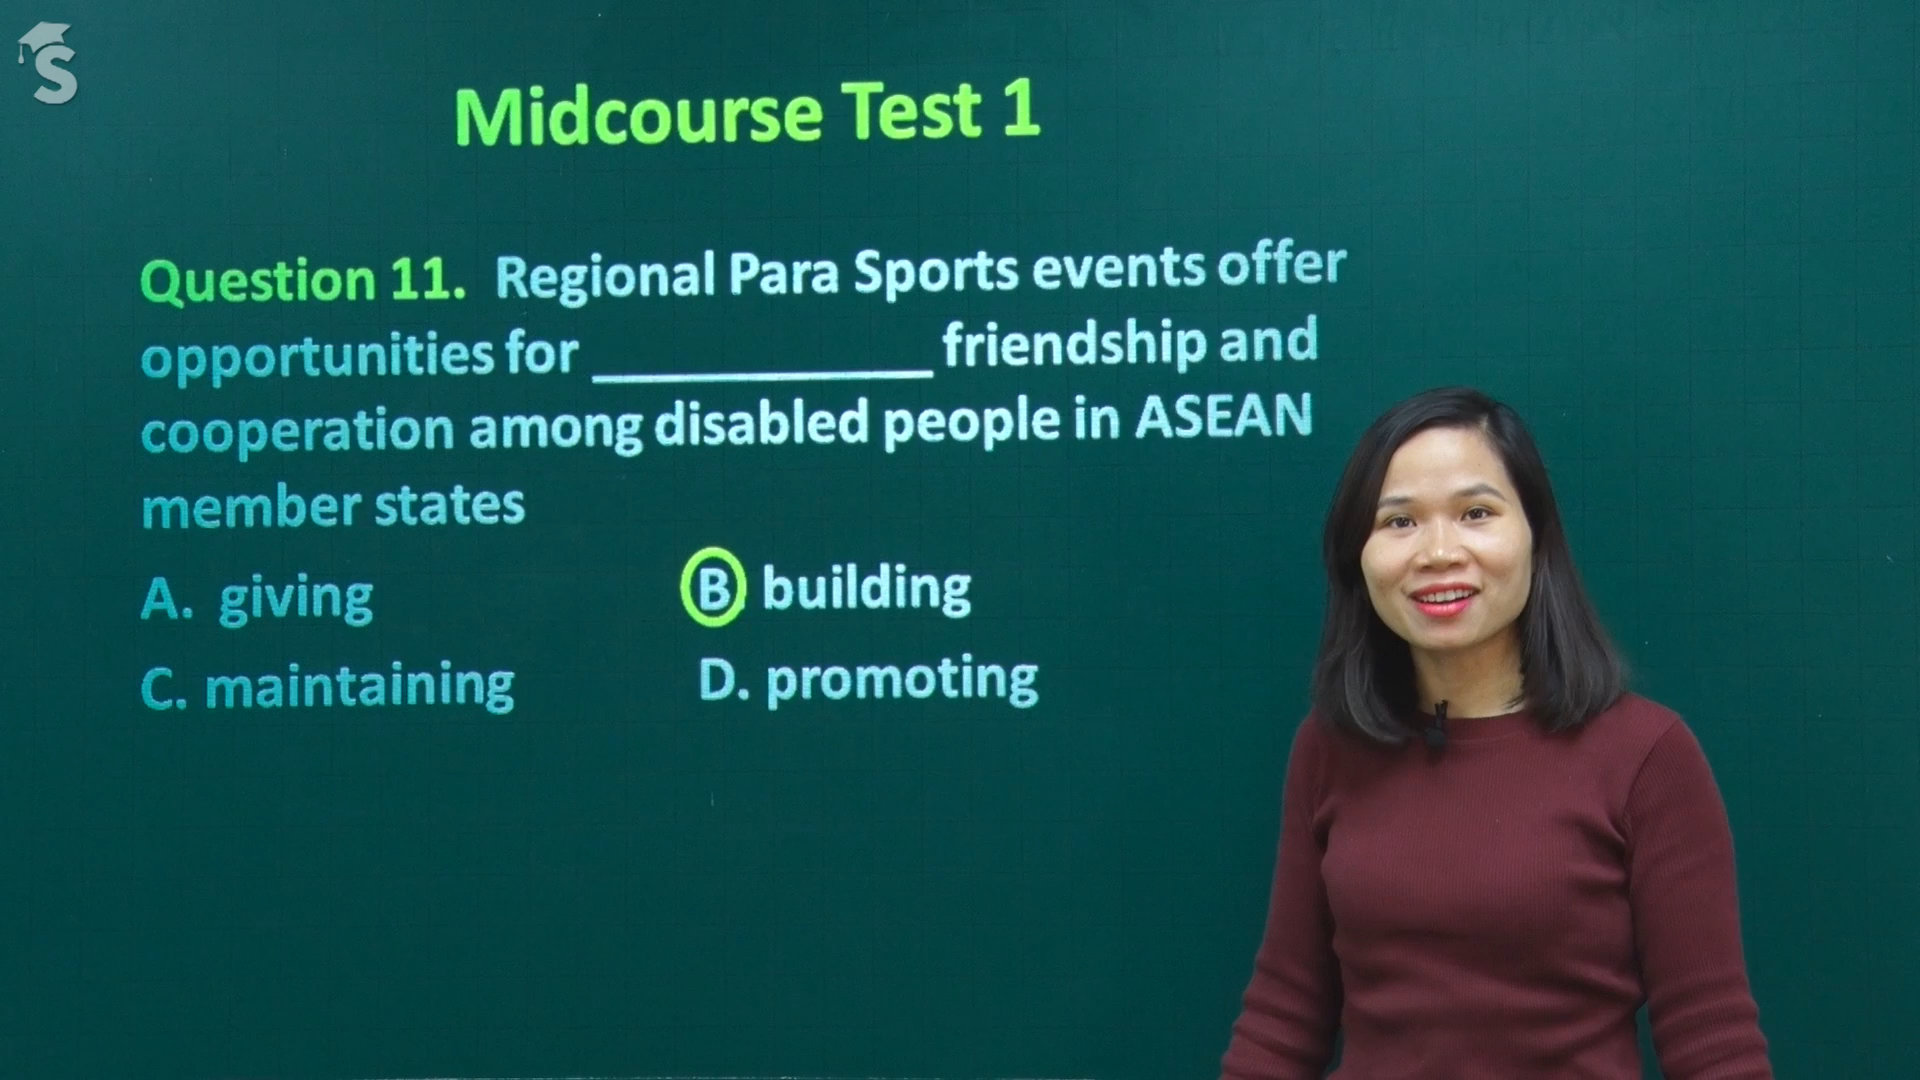 S
Midcourse Test 1
Question 11. Regional Para Sports events offer
opportunities for ____________ friendship and
cooperation among disabled people in ASEAN
member states
A. giving
B building
C. maintaining
D. promoting